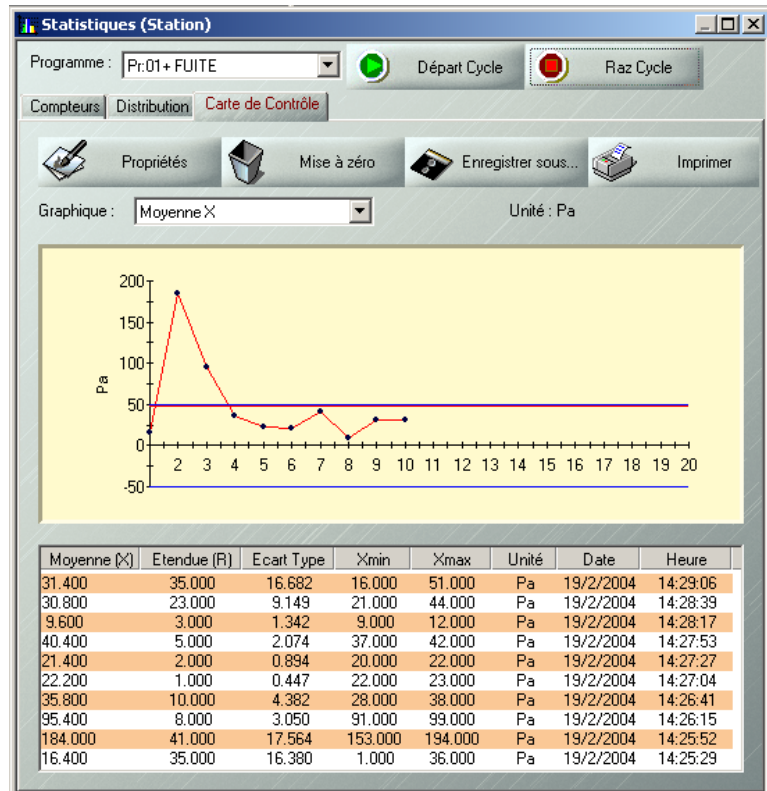 Statistiques (Station)
Programme : Pr:01+ FUITE Départ Cycle Raz Cycle
Compteurs Distribution Carte de Contrôle
Propriétés Mise à zéro Enregistrer sous... Imprimer
Graphique : Moyenne X Unité : Pa
200
150
100
Pa
50
0
2 3 4 5 6 7 8 9 10 11 12 13 14 15 16 17 18 19 20
-50
Moyenne (X) Etendue (R) Ecart Type Xmin Xmax Unité Date Heure
31.400 35.000 16.682 16.000 51.000 Pa 19/2/2004 14:29:06
30.800 23.000 9.149 21.000 44.000 Pa 19/2/2004 14:28:39
9.600 3.000 1.342 9.000 12.000 Pa 19/2/2004 14:28:17
40.400 5.000 2.074 37.000 42.000 Pa 19/2/2004 14:27:53
21.400 2.000 0.894 20.000 22.000 Pa 19/2/2004 14:27:27
22.200 1.000 0.447 22.000 23.000 Pa 19/2/2004 14:27:04
35.800 10.000 4.382 28.000 38.000 Pa 19/2/2004 14:26:41
95.400 8.000 3.050 91.000 99.000 Pa 19/2/2004 14:26:15
184.000 41.000 17.564 153.000 194.000 Pa 19/2/2004 14:25:52
16.400 35.000 16.380 1.000 36.000 Pa 19/2/2004 14:25:29